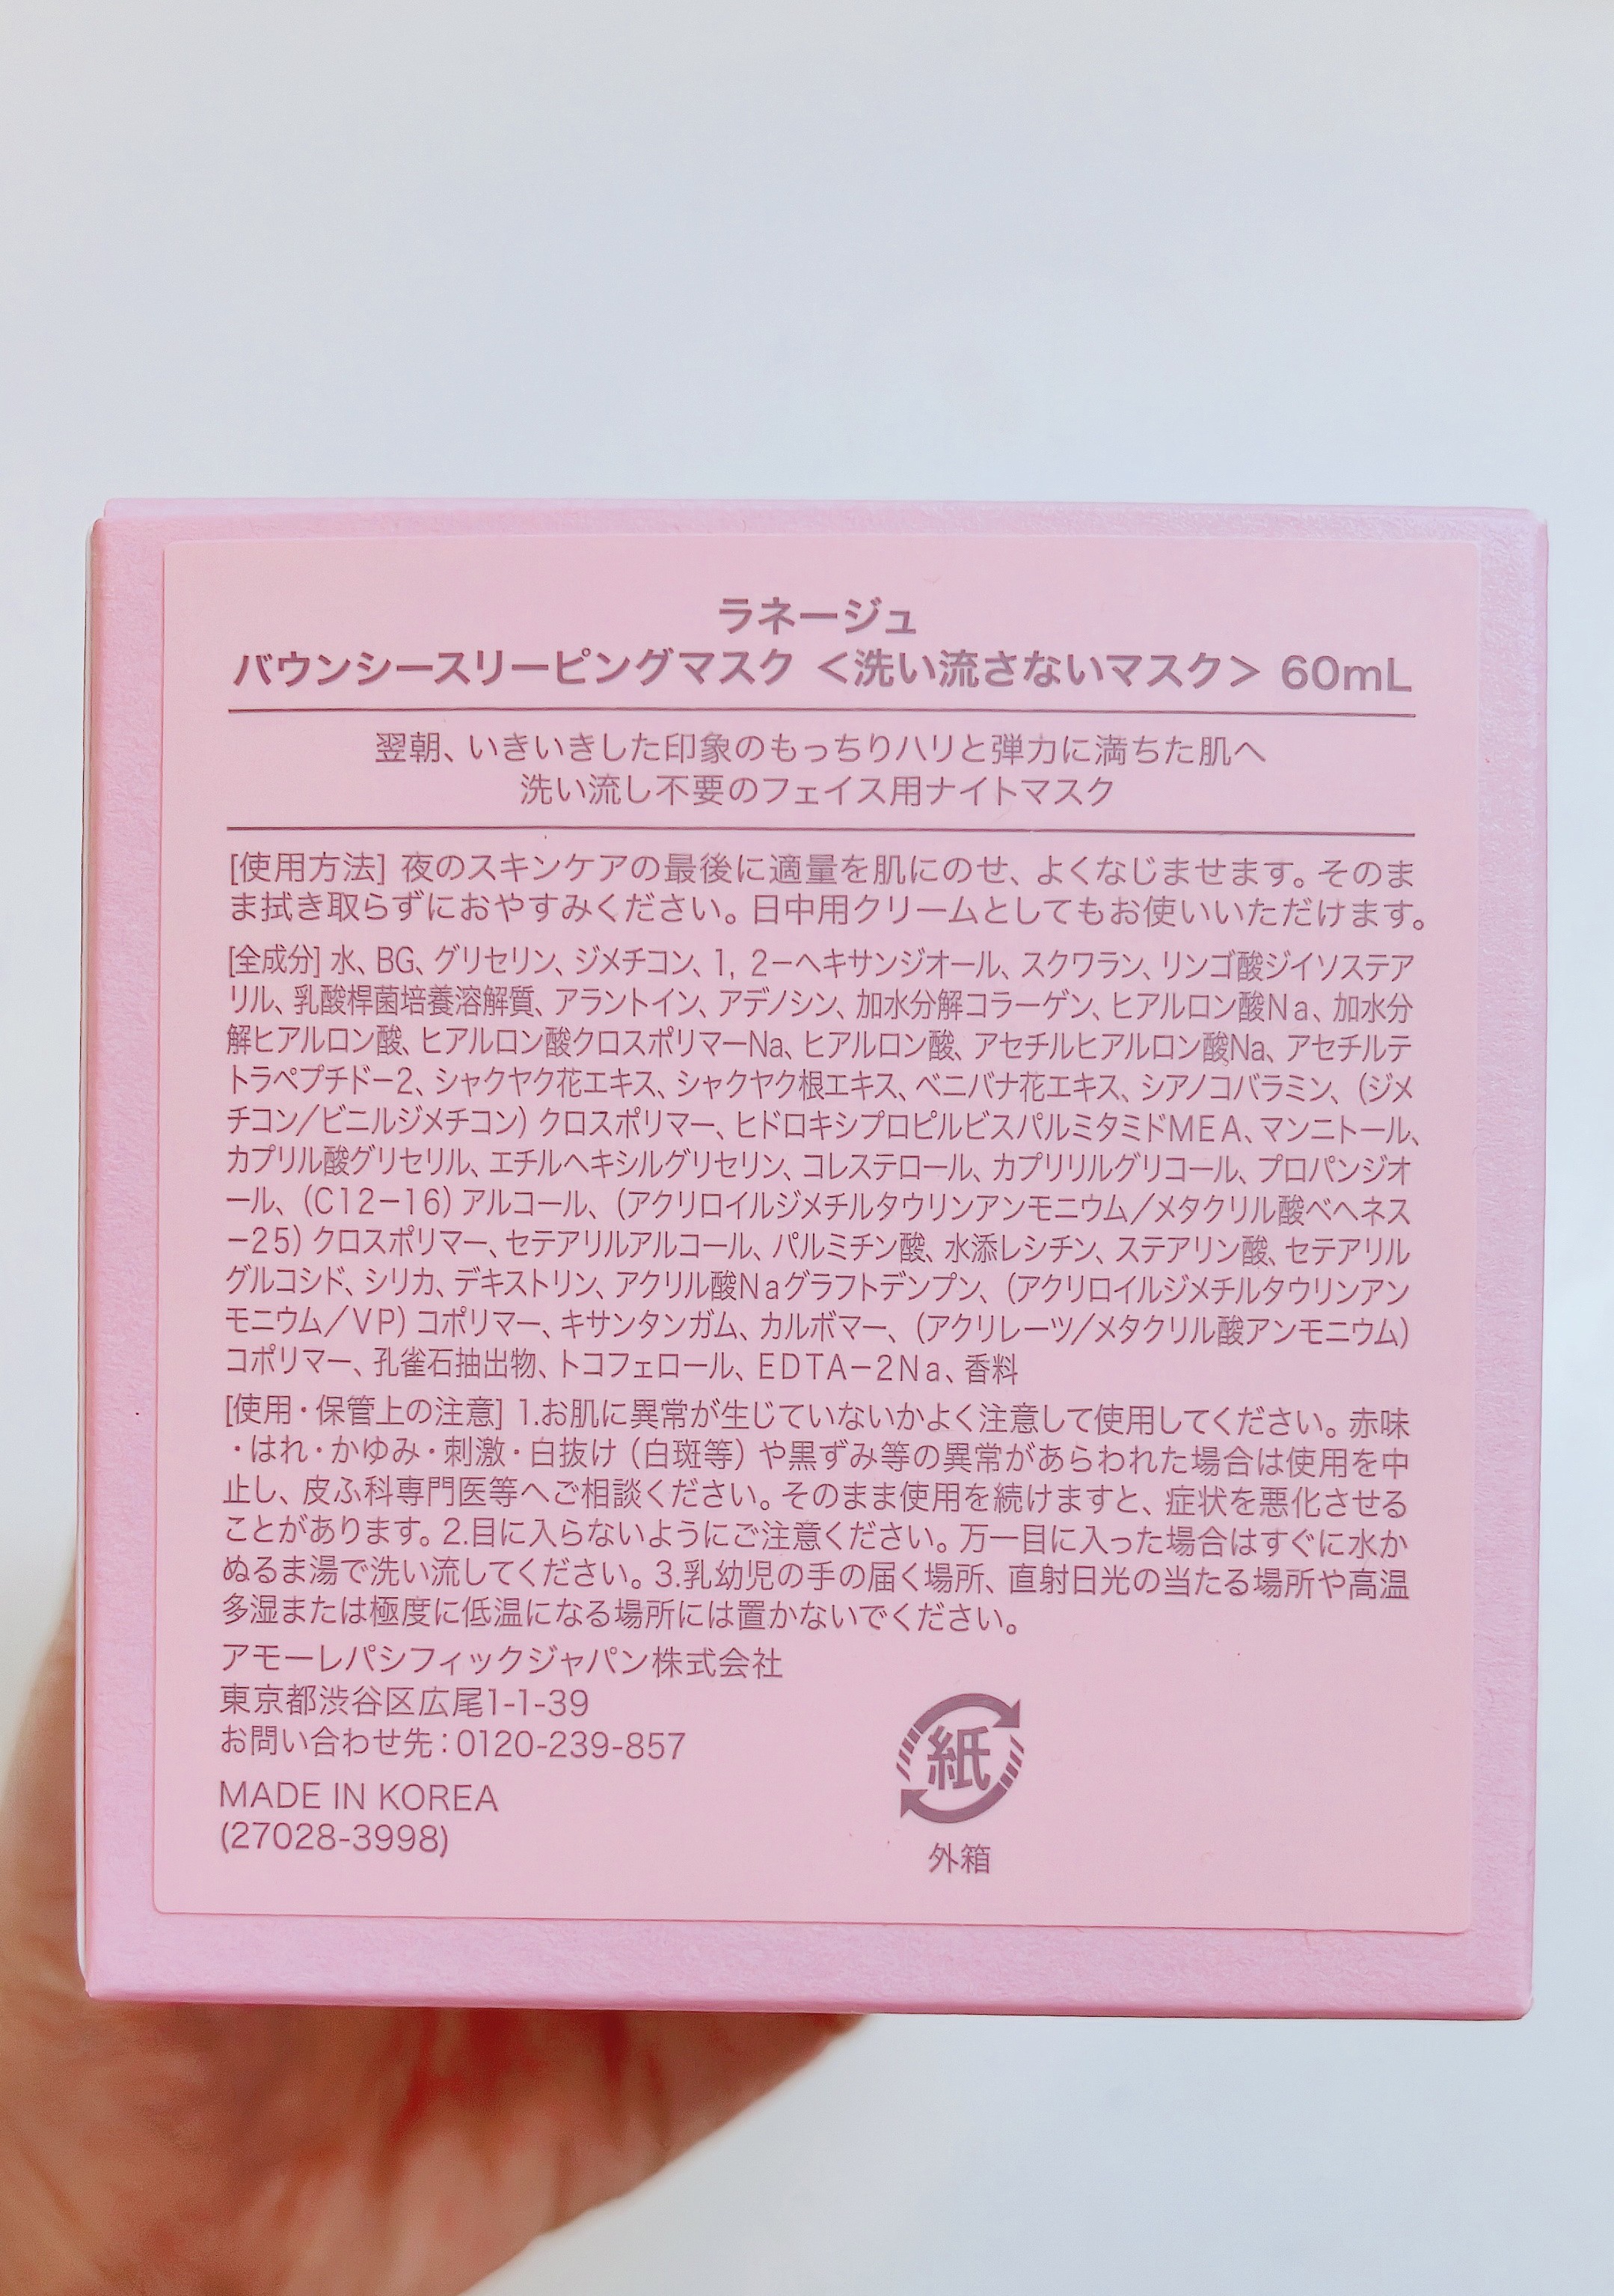 ラネージュ
バウンシースリーピングマスク ＜洗い流さないマスク＞ 60mL
翌朝、いきいきした印象のもっちりハリと弾力に満ちた肌へ
洗い流し不要のフェイス用ナイトマスク
[使用方法] 夜のスキンケアの最後に適量を肌にのせ、よくなじませます。そのま
ま拭き取らずにおやすみください。日中用クリームとしてもお使いいただけます。
[全成分] 水、BG、グリセリン、ジメチコン、1, 2－ヘキサンジオール、スクワラン、リンゴ酸ジイソステア
リル、乳酸桿菌培養溶解質、アラントイン、アデノシン、加水分解コラーゲン、ヒアルロン酸Ｎａ、加水分
解ヒアルロン酸、ヒアルロン酸クロスポリマーNa、ヒアルロン酸、アセチルヒアルロン酸Na、アセチルテ
トラペプチドー2、シャクヤク花エキス、シャクヤク根エキス、ベニバナ花エキス、シアノコバラミン、（ジメ
チコン／ビニルジメチコン）クロスポリマー、ヒドロキシプロピルビスパルミタミドMEA、マンニトール、
カプリル酸グリセリル、エチルヘキシルグリセリン、コレステロール、カプリリルグリコール、プロパンジオ
ール、（C12－16）アルコール、（アクリロイルジメチルタウリンアンモニウム／メタクリル酸ベヘネス
－25）クロスポリマー、セテアリルアルコール、パルミチン酸、水添レシチン、ステアリン酸、セテアリル
グルコシド、シリカ、デキストリン、アクリル酸Ｎａグラフトデンプン、（アクリロイルジメチルタウリンアン
モニウム／VP）コポリマー、キサンタンガム、カルボマー、（アクリレーツ／メタクリル酸アンモニウム）
コポリマー、孔雀石抽出物、トコフェロール、EDTA－2Na、香料
[使用・保管上の注意] 1.お肌に異常が生じていないかよく注意して使用してください。赤味
・はれ・かゆみ・刺激・白抜け（白斑等）や黒ずみ等の異常があらわれた場合は使用を中
止し、皮ふ科専門医等へご相談ください。そのまま使用を続けますと、症状を悪化させる
ことがあります。2.目に入らないようにご注意ください。万一目に入った場合はすぐに水か
ぬるま湯で洗い流してください。3.乳幼児の手の届く場所、直射日光の当たる場所や高温
多湿または極度に低温になる場所には置かないでください。
アモーレパシフィックジャパン株式会社
東京都渋谷区広尾1-1-39
お問い合わせ先：0120-239-857
MADE IN KOREA
(27028-3998)
紙
外箱